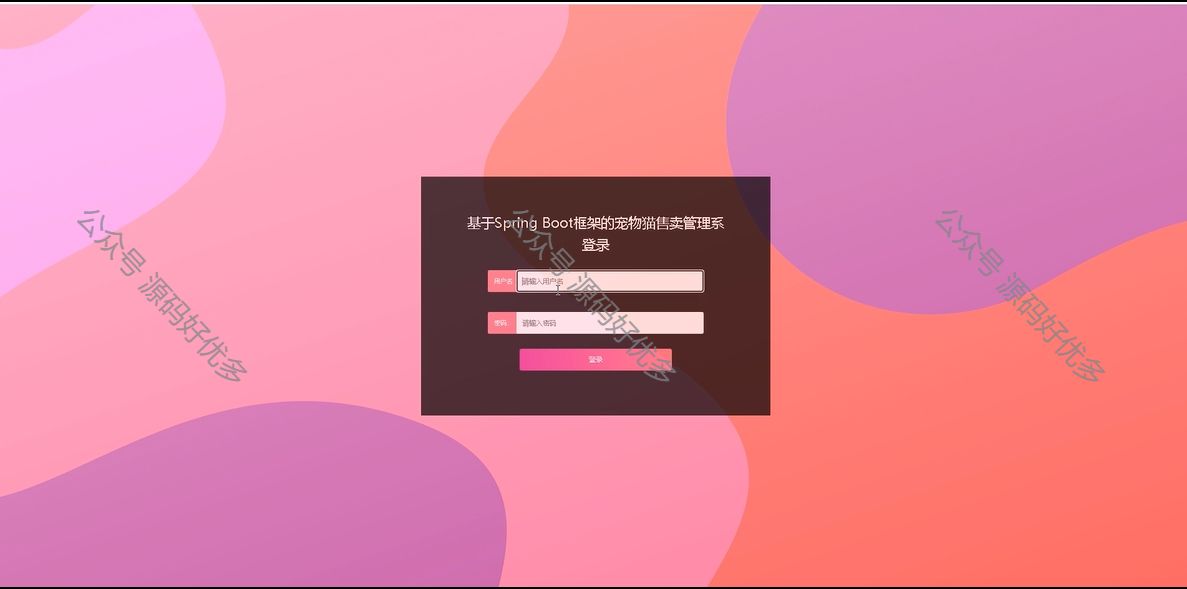 基于Spring Boot框架的宠物猫售卖管理系
登录
用户名
请输入用户名
密码:
请输入密码
登录
公众号 源码好优多
公众号 源码好优多
公众号 源码好优多